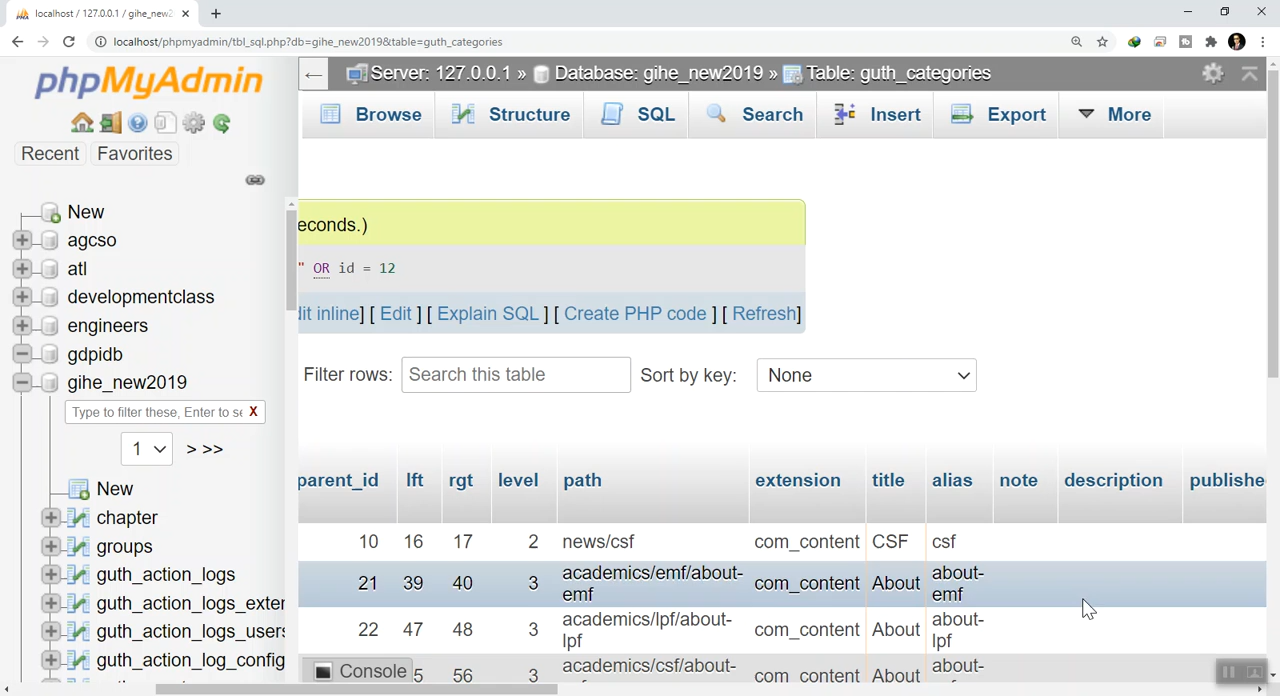 localhost / 127.0.0.1 / gihe_new2
localhost/phpmyadmin/tbl_sql.php?db=gihe_new2019&table=guth_categories
phpMyAdmin
Recent Favorites
New
agcso
atl
developmentclass
engineers
gdpidb
gihe_new2019
Type to filter these, Enter to se X
1 > >>
New
chapter
groups
guth_action_logs
guth_action_logs_exter
guth_action_logs_users
guth_action_log_config
Server: 127.0.0.1 » Database: gihe_new2019 » Table: guth_categories
Browse Structure SQL Search Insert Export More
econds.)
" OR id = 12
dit inline] [ Edit ] [ Explain SQL ] [ Create PHP code ] [ Refresh]
Filter rows: Search this table Sort by key: None
parent_id lft rgt level path extension title alias note description publishe
10 16 17 2 news/csf com_content CSF csf
21 39 40 3 academics/emf/about-emf com_content About about-emf
22 47 48 3 academics/lpf/about-lpf com_content About about-lpf
5 56 3 academics/csf/about- com_content About about-
Console